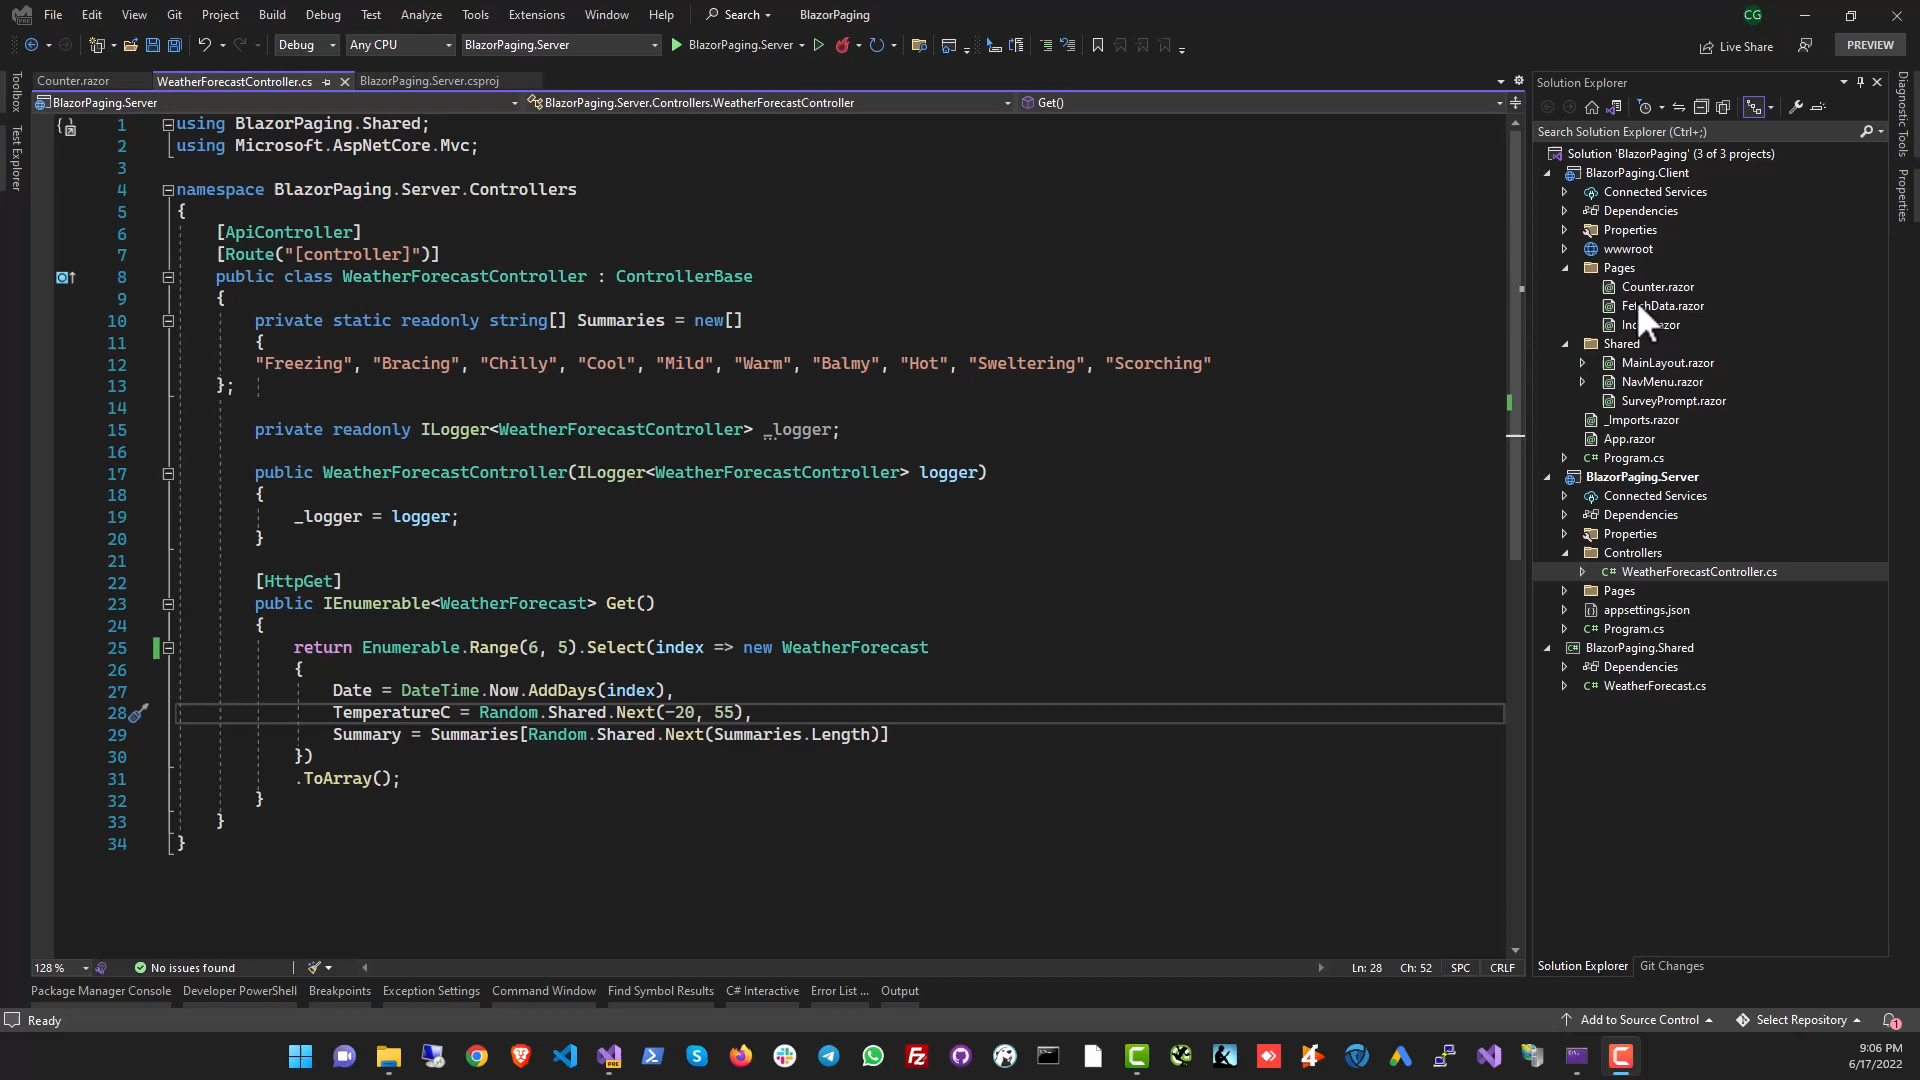 File Edit View Git Project Build Debug Test Analyze Tools Extensions Window Help Search BlazorPaging CG
Debug Any CPU BlazorPaging.Server BlazorPaging.Server Live Share PREVIEW
Counter.razor WeatherForecastController.cs BlazorPaging.Server.csproj
BlazorPaging.Server BlazorPaging.Server.Controllers.WeatherForecastController Get()
Toolbox
Test Explorer
1 using BlazorPaging.Shared;
2 using Microsoft.AspNetCore.Mvc;
3
4 namespace BlazorPaging.Server.Controllers
5 {
6 [ApiController]
7 [Route("[controller]")]
8 public class WeatherForecastController : ControllerBase
9 {
10 private static readonly string[] Summaries = new[]
11 {
12 "Freezing", "Bracing", "Chilly", "Cool", "Mild", "Warm", "Balmy", "Hot", "Sweltering", "Scorching"
13 };
14
15 private readonly ILogger<WeatherForecastController> _logger;
16
17 public WeatherForecastController(ILogger<WeatherForecastController> logger)
18 {
19 _logger = logger;
20 }
21
22 [HttpGet]
23 public IEnumerable<WeatherForecast> Get()
24 {
25 return Enumerable.Range(6, 5).Select(index => new WeatherForecast
26 {
27 Date = DateTime.Now.AddDays(index),
28 TemperatureC = Random.Shared.Next(-20, 55),
29 Summary = Summaries[Random.Shared.Next(Summaries.Length)]
30 })
31 .ToArray();
32 }
33 }
34 }
128 % No issues found Ln: 28 Ch: 52 SPC CRLF
Solution Explorer
Search Solution Explorer (Ctrl+;)
Solution 'BlazorPaging' (3 of 3 projects)
BlazorPaging.Client
Connected Services
Dependencies
Properties
wwwroot
Pages
Counter.razor
FetchData.razor
Shared
MainLayout.razor
NavMenu.razor
SurveyPrompt.razor
_Imports.razor
App.razor
C# Program.cs
BlazorPaging.Server
Connected Services
Dependencies
Properties
Controllers
C# WeatherForecastController.cs
Pages
appsettings.json
C# Program.cs
BlazorPaging.Shared
Dependencies
C# WeatherForecast.cs
Solution Explorer Git Changes
Diagnostic Tools
Properties
Package Manager Console Developer PowerShell Breakpoints Exception Settings Command Window Find Symbol Results C# Interactive Error List ... Output
Ready Add to Source Control Select Repository 1
9:06 PM
6/17/2022